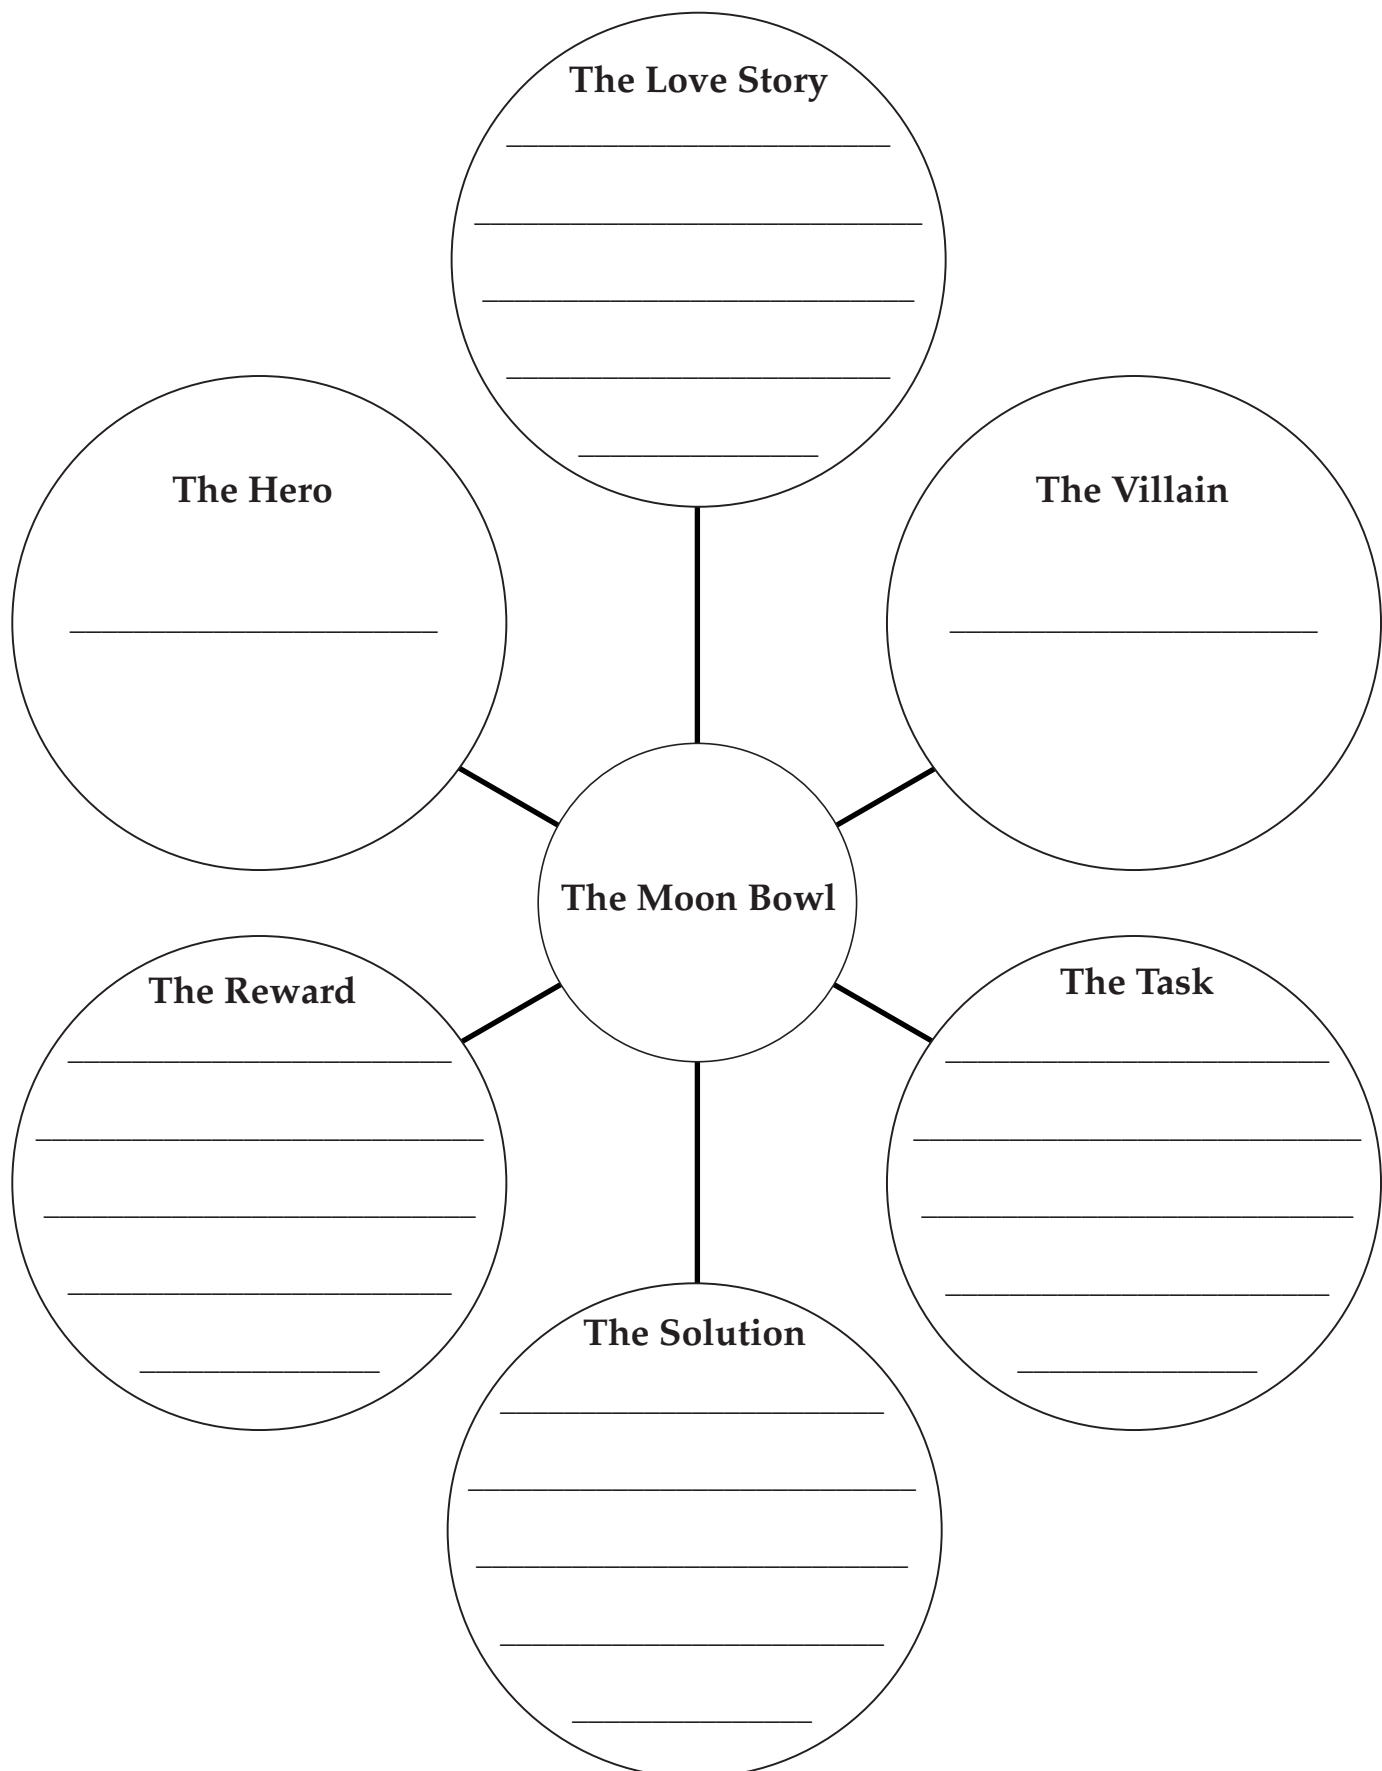 The Love Story
The Hero
The Villain
The Moon Bowl
The Reward
The Task
The Solution